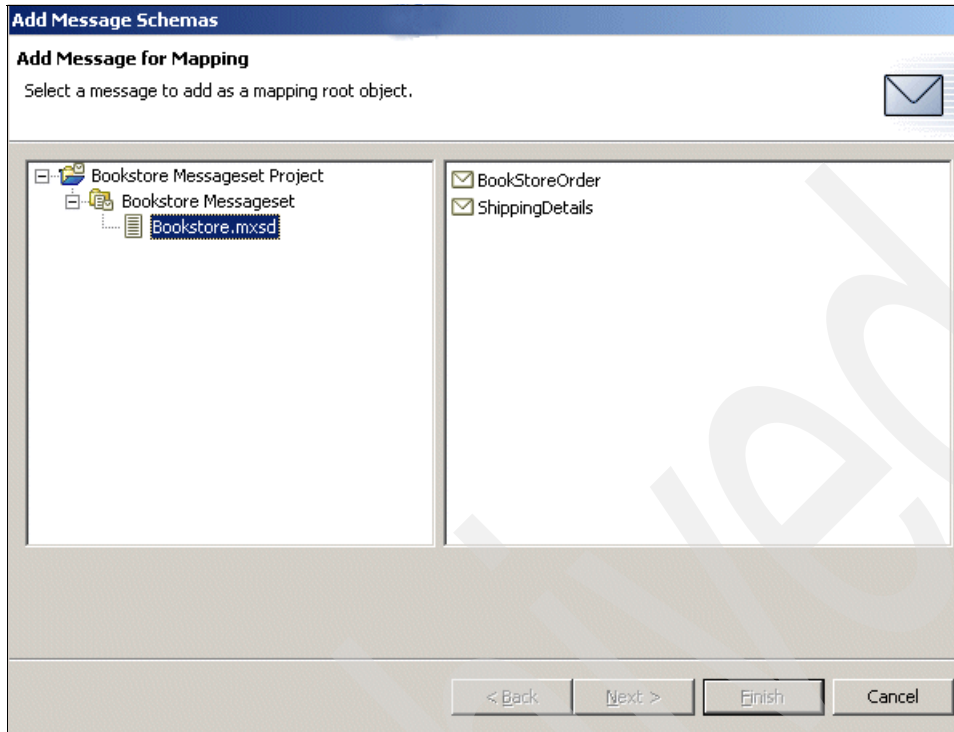 Add Message Schemas
Add Message for Mapping
Select a message to add as a mapping root object.
Bookstore Messageset Project
Bookstore Messageset
Bookstore.mxsd
BookStoreOrder
ShippingDetails
< Back
Next >
Finish
Cancel